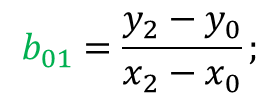 b₀₁ = (y₂ − y₀) / (x₂ − x₀) ;